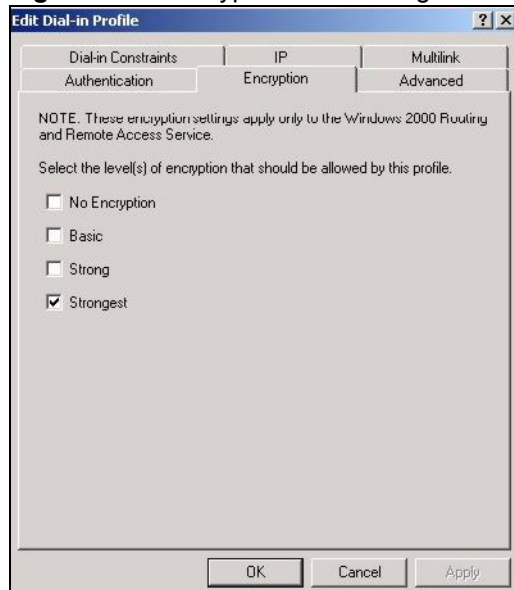 Edit Dial-in Profile
Dial-in Constraints IP Multilink
Authentication Encryption Advanced
NOTE. These encryption settings apply only to the Windows 2000 Routing
and Remote Access Service.
Select the level(s) of encryption that should be allowed by this profile.
No Encryption
Basic
Strong
Strongest
OK Cancel Apply